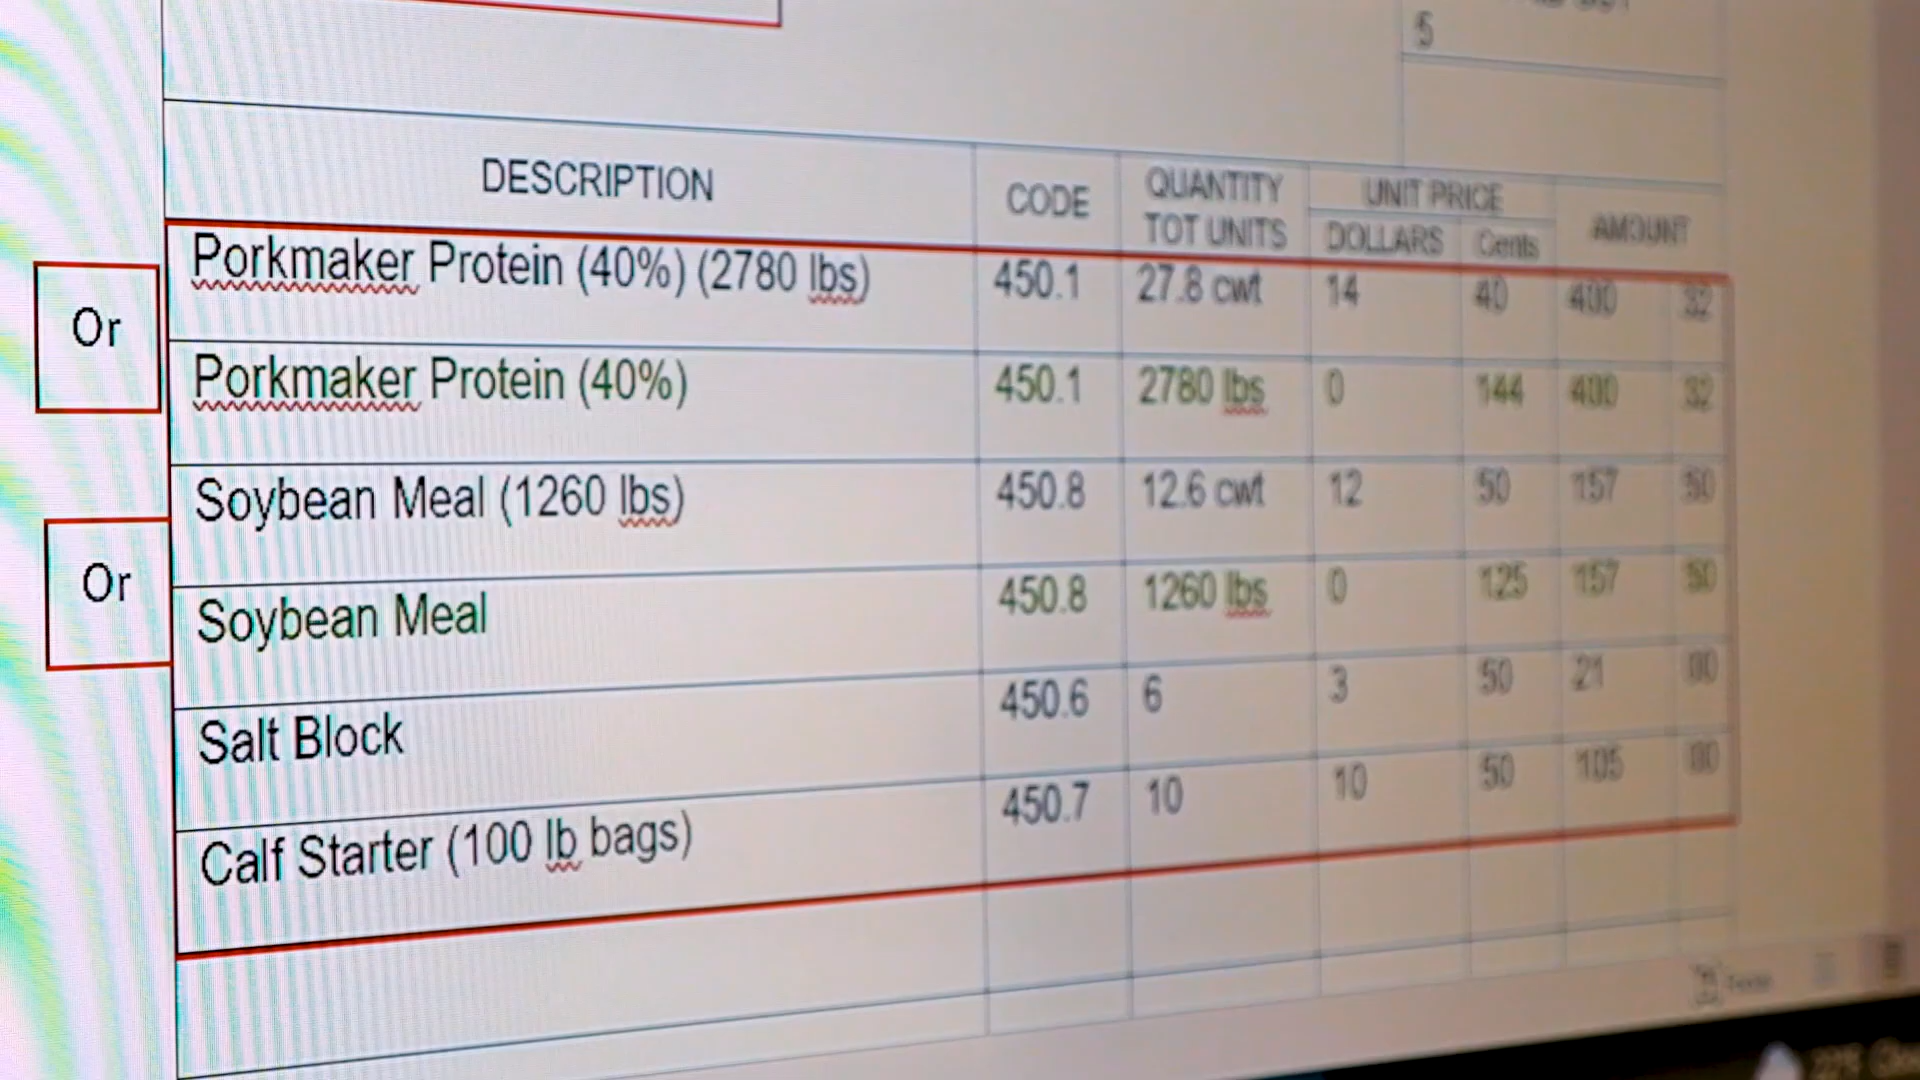 5
DESCRIPTION CODE QUANTITY TOT UNITS UNIT PRICE DOLLARS Cents AMOUNT
Porkmaker Protein (40%) (2780 lbs) 450.1 27.8 cwt 14 40 400 32
Or
Porkmaker Protein (40%) 450.1 2780 lbs 0 144 400 32
Soybean Meal (1260 lbs) 450.8 12.6 cwt 12 50 157 50
Or
Soybean Meal 450.8 1260 lbs 0 125 157 50
Salt Block 450.6 6 3 50 21 00
Calf Starter (100 lb bags) 450.7 10 10 50 105 00